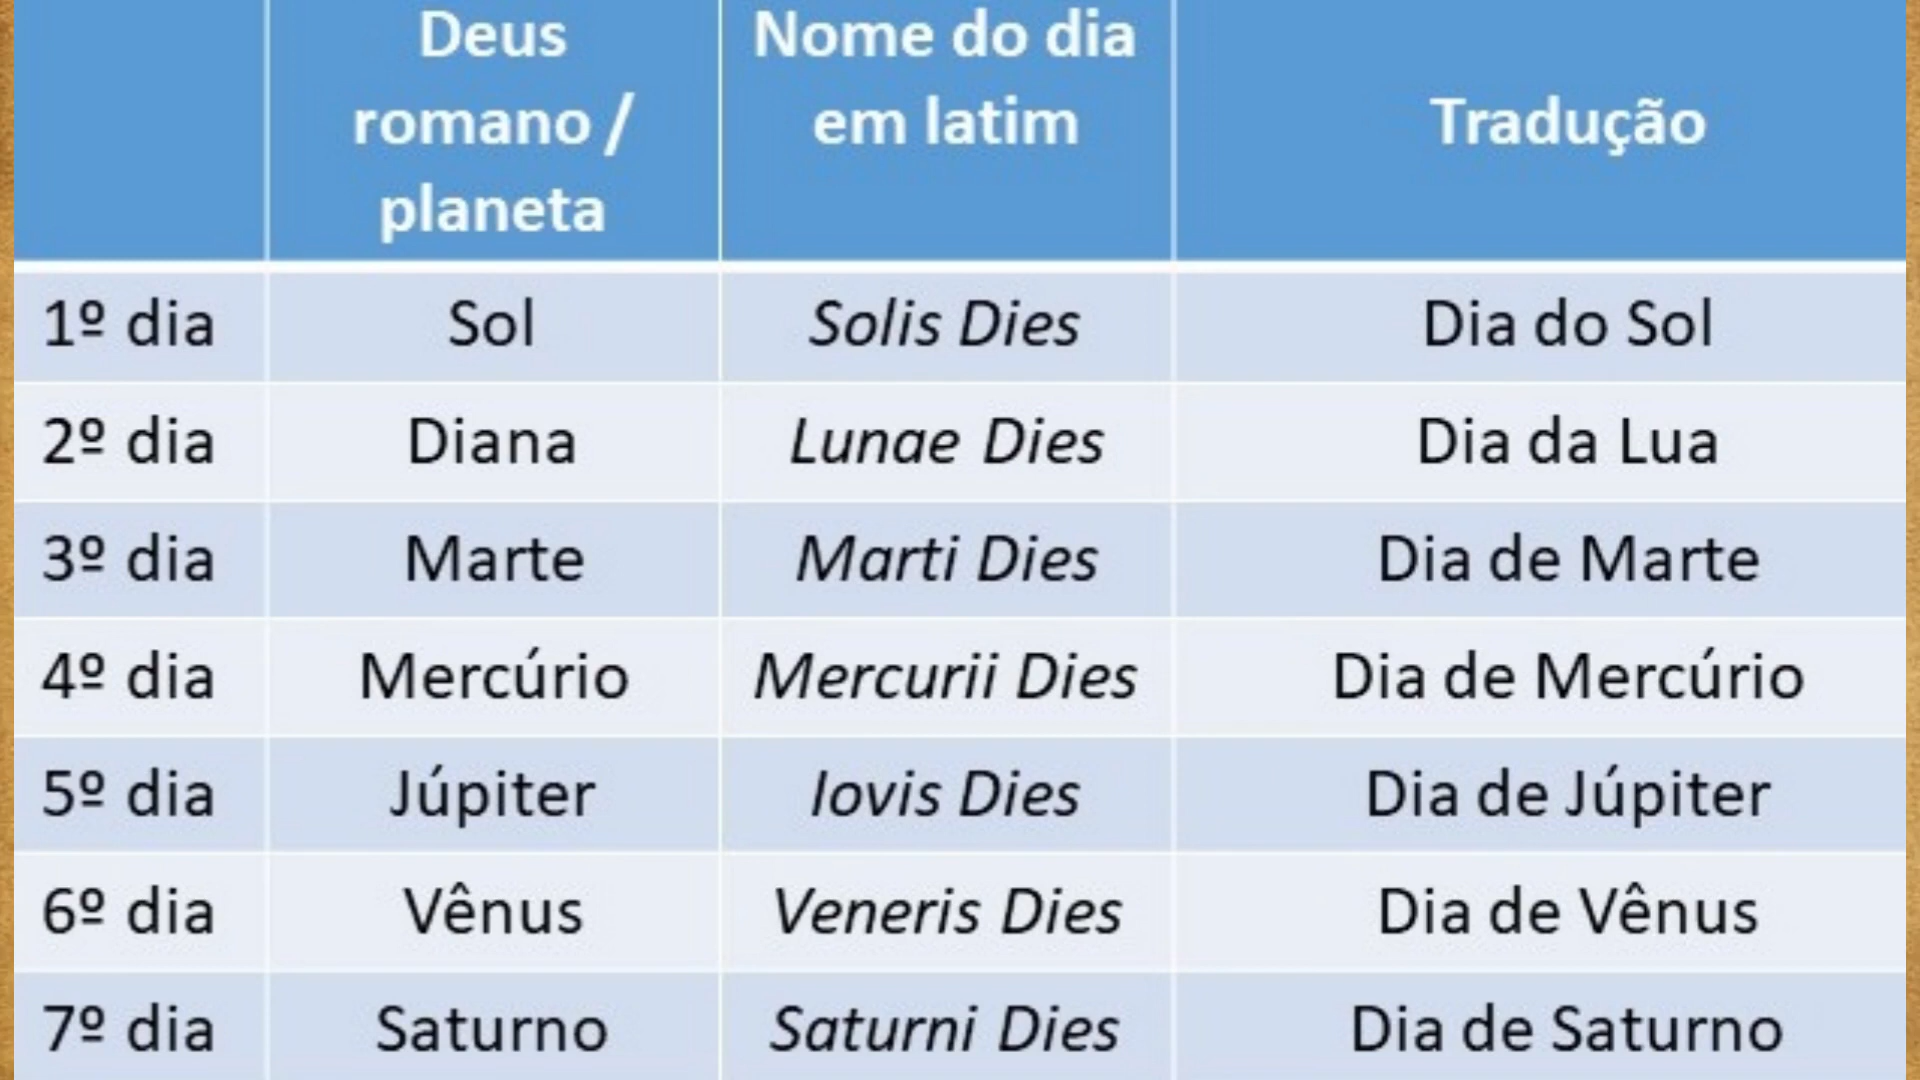 Deus romano / planeta
Nome do dia em latim
Tradução
1º dia Sol Solis Dies Dia do Sol
2º dia Diana Lunae Dies Dia da Lua
3º dia Marte Marti Dies Dia de Marte
4º dia Mercúrio Mercurii Dies Dia de Mercúrio
5º dia Júpiter Iovis Dies Dia de Júpiter
6º dia Vênus Veneris Dies Dia de Vênus
7º dia Saturno Saturni Dies Dia de Saturno